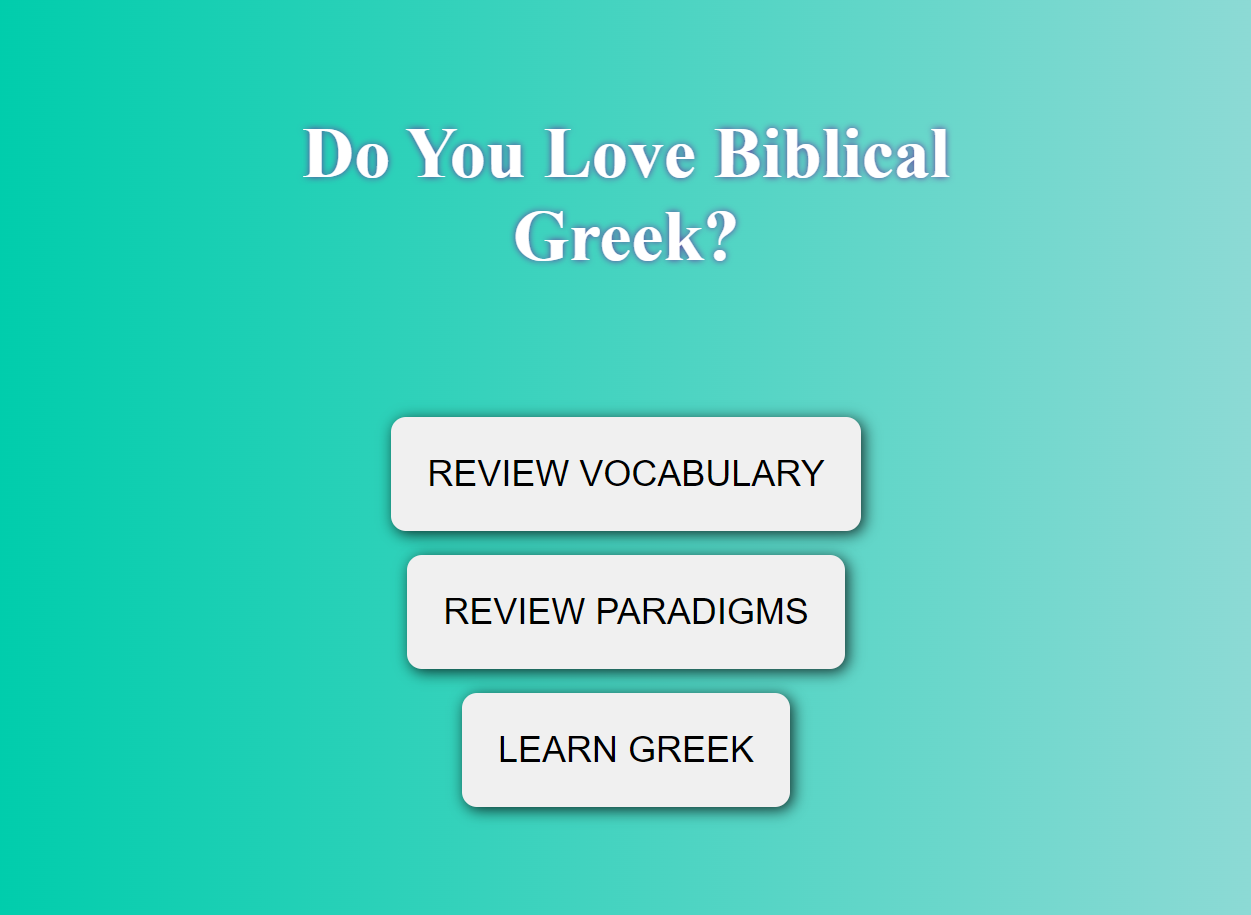 Do You Love Biblical
Greek?
REVIEW VOCABULARY
REVIEW PARADIGMS
LEARN GREEK